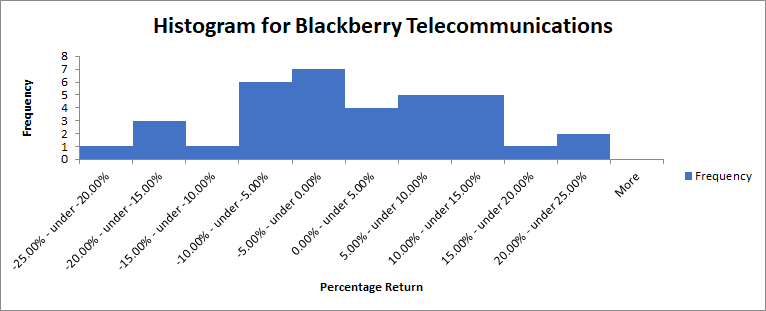 Histogram for Blackberry Telecommunications
Frequency
8
7
6
5
4
3
2
1
0
-25.00% - under -20.00%
-20.00% - under -15.00%
-15.00% - under -10.00%
-10.00% - under -5.00%
-5.00% - under 0.00%
0.00% - under 5.00%
5.00% - under 10.00%
10.00% - under 15.00%
15.00% - under 20.00%
20.00% - under 25.00%
More
Frequency
Percentage Return